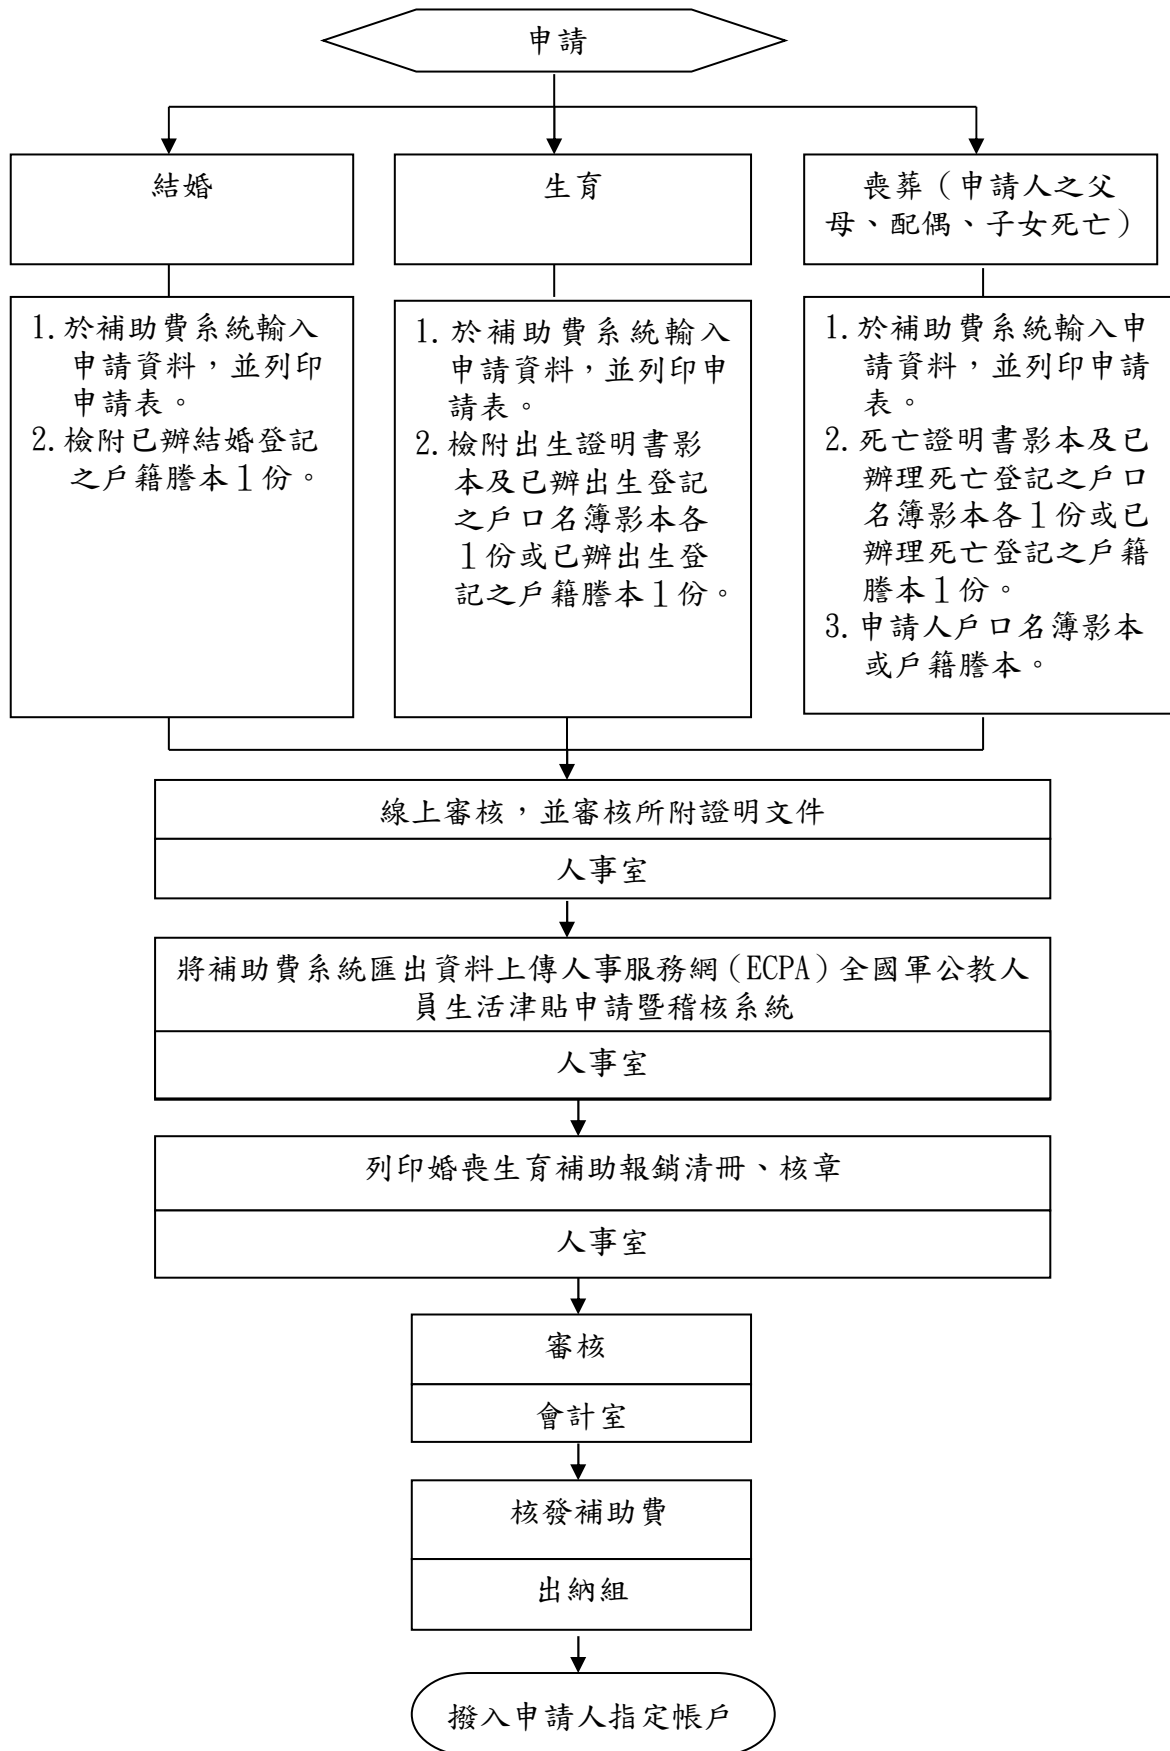 申請
結婚
生育
喪葬（申請人之父
母、配偶、子女死亡）
1. 於補助費系統輸入
申請資料，並列印
申請表。
2. 檢附已辦結婚登記
之戶籍謄本１份。
1. 於補助費系統輸入
申請資料，並列印申
請表。
2. 檢附出生證明書影
本及已辦出生登記
之戶口名簿影本各
１份或已辦出生登
記之戶籍謄本１份。
1. 於補助費系統輸入申
請資料，並列印申請
表。
2. 死亡證明書影本及已
辦理死亡登記之戶口
名簿影本各１份或已
辦理死亡登記之戶籍
謄本１份。
3. 申請人戶口名簿影本
或戶籍謄本。
線上審核，並審核所附證明文件
人事室
將補助費系統匯出資料上傳人事服務網（ECPA）全國軍公教人
員生活津貼申請暨稽核系統
人事室
列印婚喪生育補助報銷清冊、核章
人事室
審核
會計室
核發補助費
出納組
撥入申請人指定帳戶